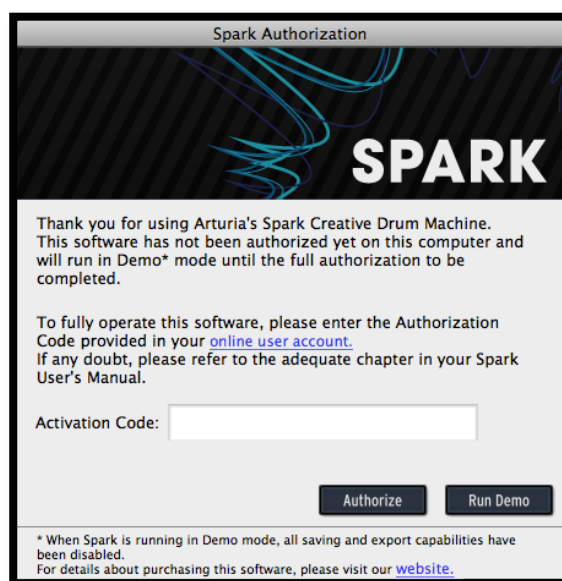 Spark Authorization
SPARK
Thank you for using Arturia's Spark Creative Drum Machine.
This software has not been authorized yet on this computer and
will run in Demo* mode until the full authorization to be
completed.
To fully operate this software, please enter the Authorization
Code provided in your online user account.
If any doubt, please refer to the adequate chapter in your Spark
User's Manual.
Activation Code:
Authorize Run Demo
* When Spark is running in Demo mode, all saving and export capabilities have
been disabled.
For details about purchasing this software, please visit our website.